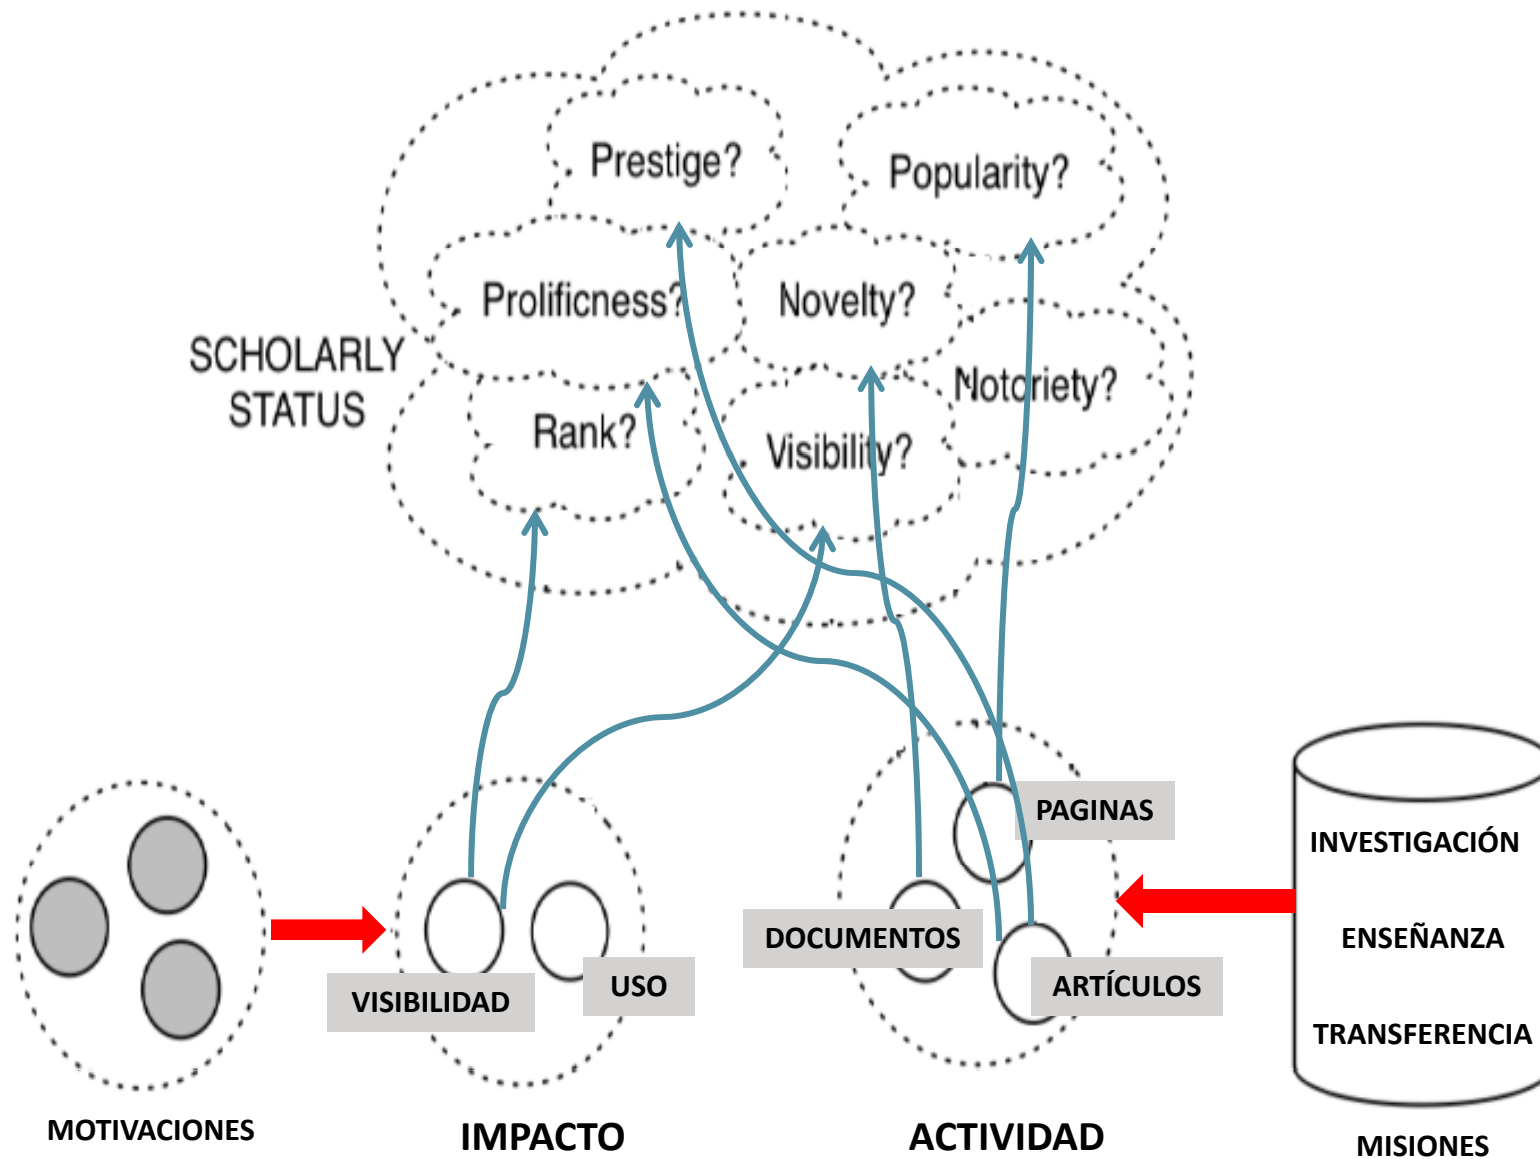 Prestige?
Popularity?
Prolificness?
Novelty?
SCHOLARLY
STATUS
Notoriety?
Rank?
Visibility?
PAGINAS
INVESTIGACIÓN
DOCUMENTOS
ENSEÑANZA
VISIBILIDAD
USO
ARTÍCULOS
TRANSFERENCIA
MOTIVACIONES
IMPACTO
ACTIVIDAD
MISIONES